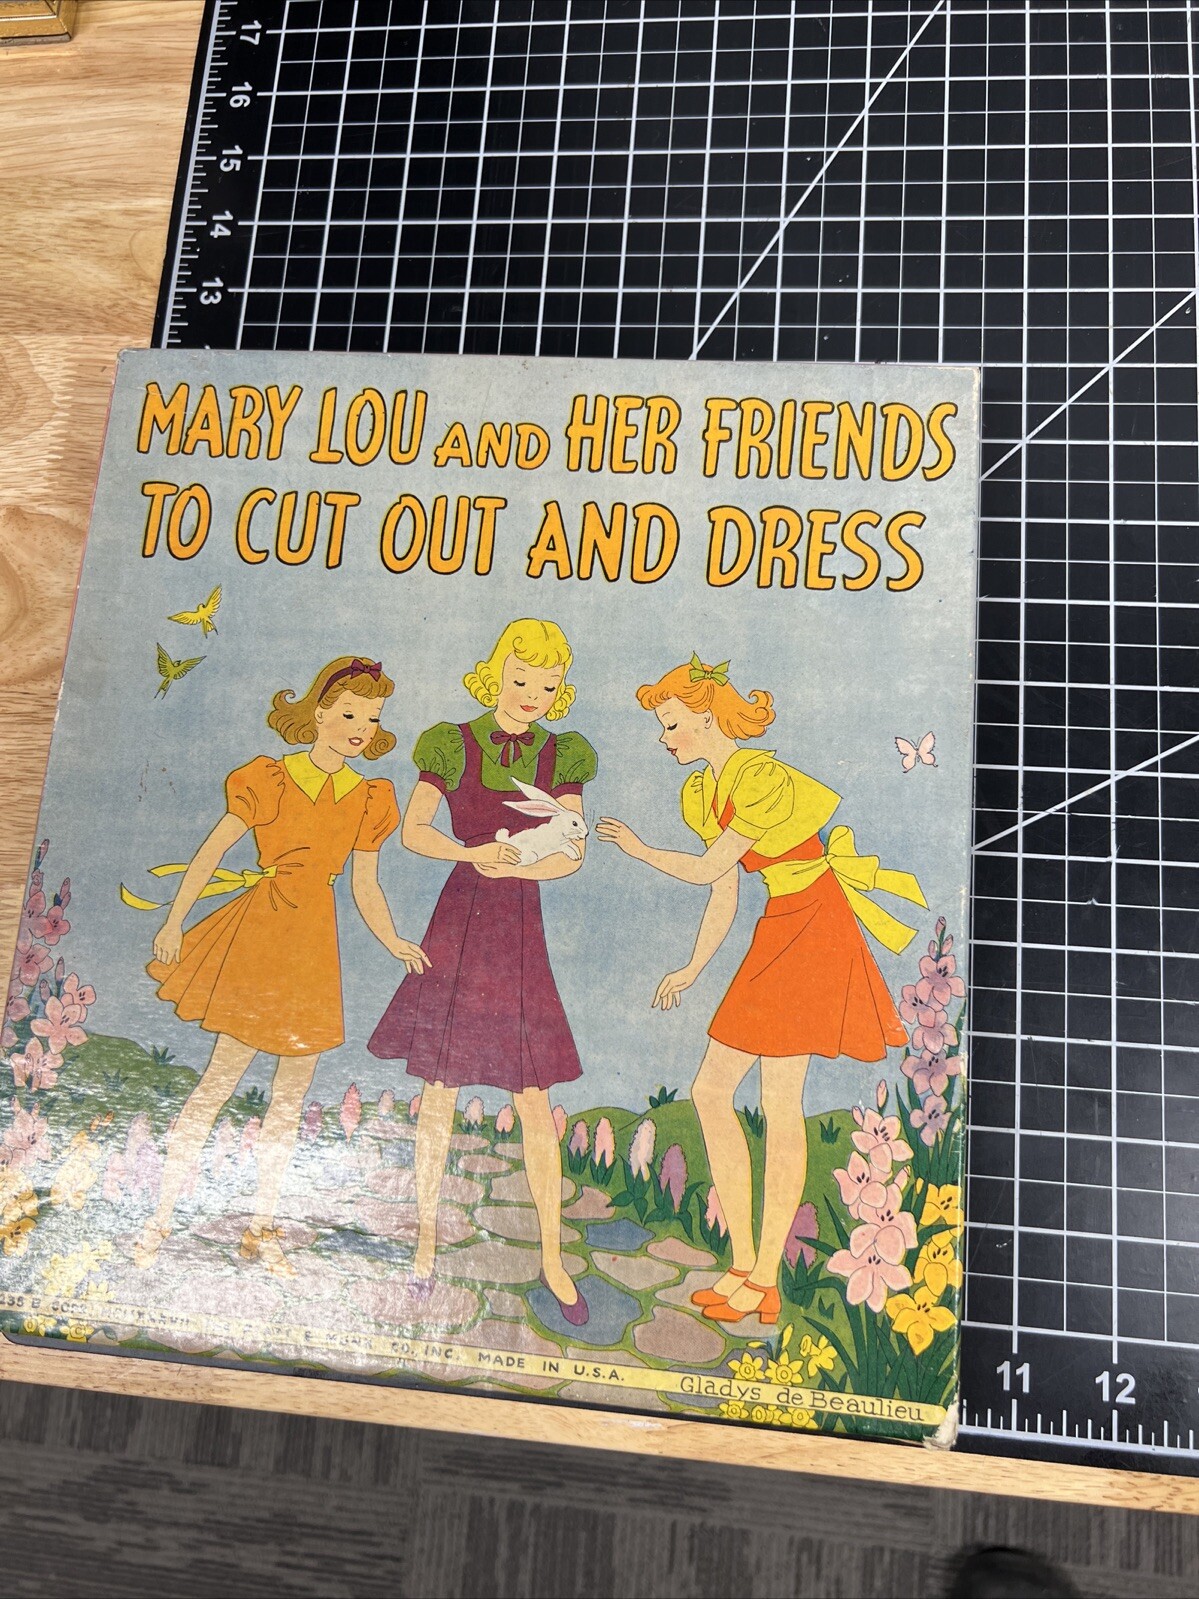 17
16
15
14
13
MARY LOU AND HER FRIENDS
TO CUT OUT AND DRESS
CO. INC. MADE IN U.S.A.
Gladys de Beaulieu
11
12